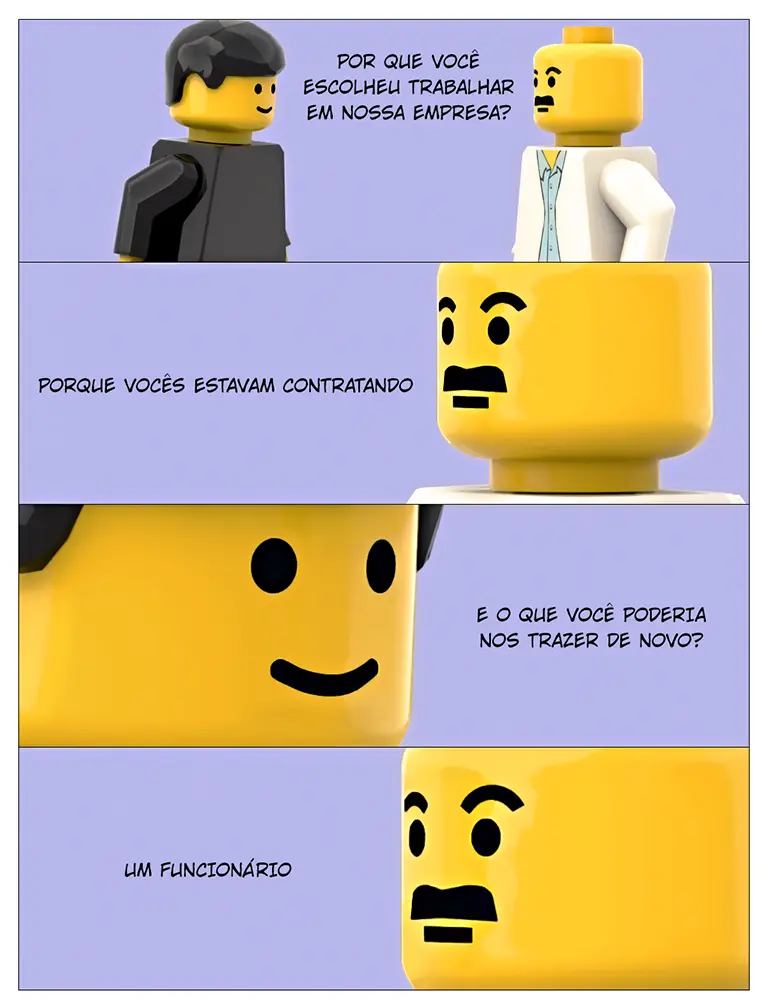 POR QUE VOCÊ
ESCOLHEU TRABALHAR
EM NOSSA EMPRESA?
PORQUE VOCÊS ESTAVAM CONTRATANDO
E O QUE VOCÊ PODERIA
NOS TRAZER DE NOVO?
UM FUNCIONÁRIO